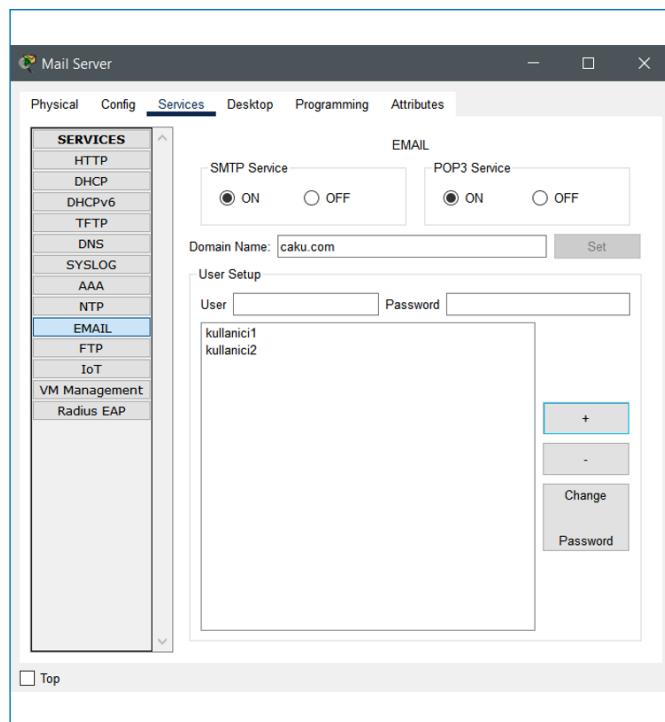 Mail Server
Physical Config Services Desktop Programming Attributes
SERVICES
HTTP
DHCP
DHCPv6
TFTP
DNS
SYSLOG
AAA
NTP
EMAIL
FTP
IoT
VM Management
Radius EAP
EMAIL
SMTP Service
ON OFF
POP3 Service
ON OFF
Domain Name: caku.com Set
User Setup
User Password
kullanici1
kullanici2
+
-
Change
Password
Top